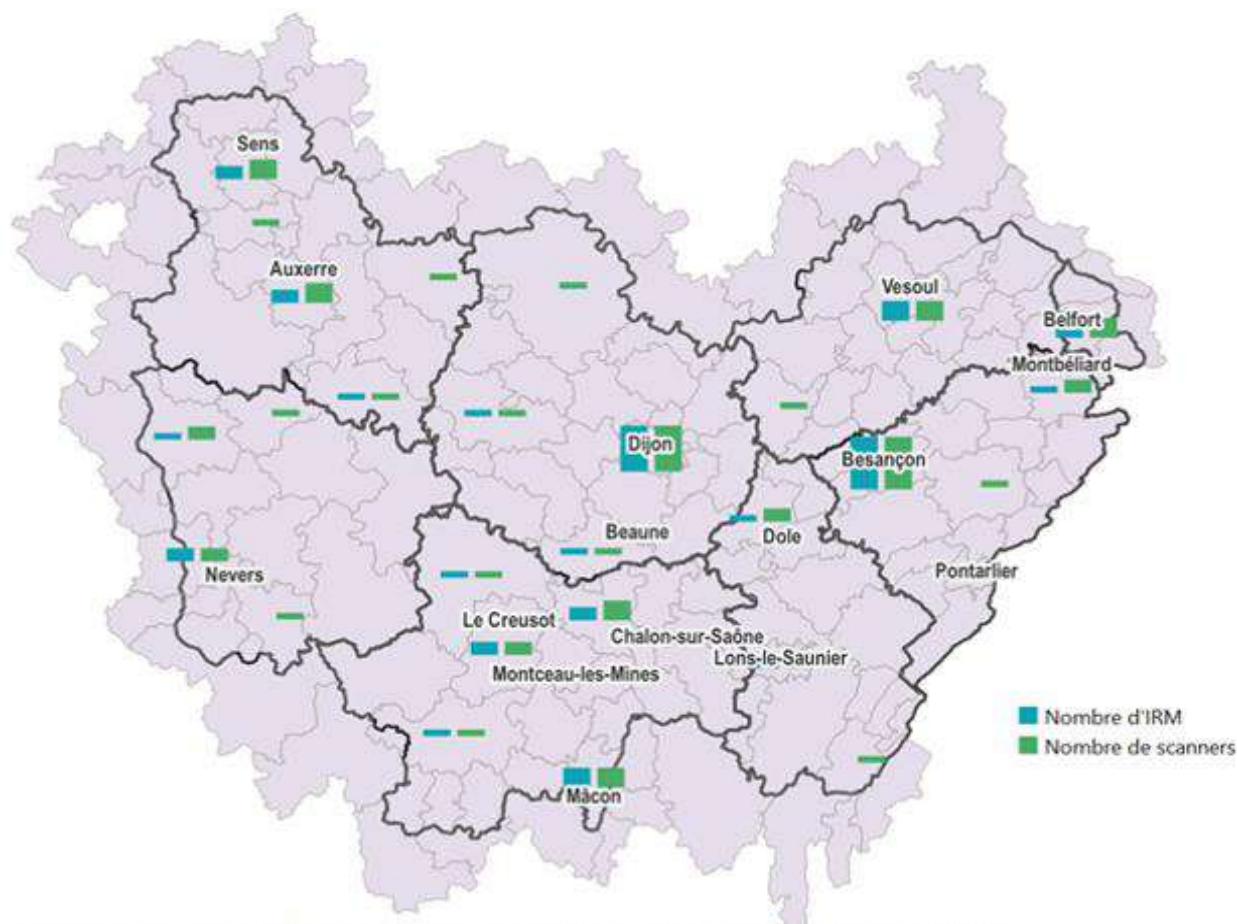 Sens
Auxerre
Vesoul
Belfort
Montbéliard
Dijon
Besançon
Beaune
Dole
Nevers
Pontarlier
Le Creusot
Chalon-sur-Saône
Lons-le-Saunier
Montceau-les-Mines
Nombre d'IRM
Nombre de scanners
Mâcon